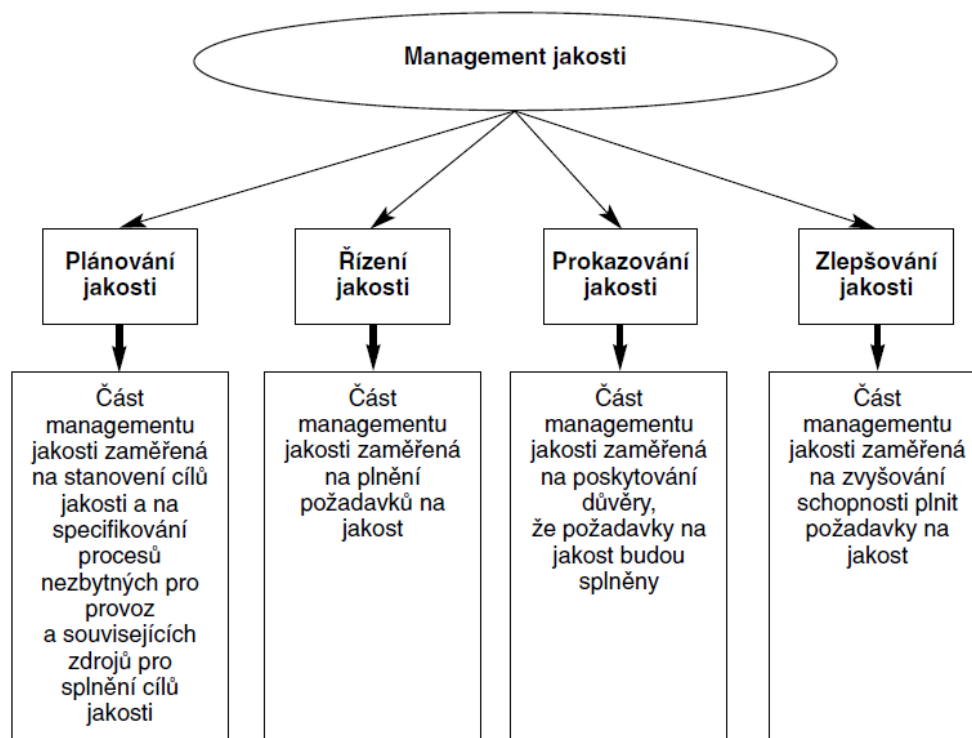 Management jakosti
Plánování
jakosti
Řízení
jakosti
Prokazování
jakosti
Zlepšování
jakosti
Část
managementu
jakosti zaměřená
na stanovení cílů
jakosti a na
specifikování
procesů
nezbytných pro
provoz
a souvisejících
zdrojů pro
splnění cílů
jakosti
Část
managementu
jakosti zaměřená
na plnění
požadavků na
jakost
Část
managementu
jakosti zaměřená
na poskytování
důvěry,
že požadavky na
jakost budou
splněny
Část
managementu
jakosti zaměřená
na zvyšování
schopnosti plnit
požadavky na
jakost